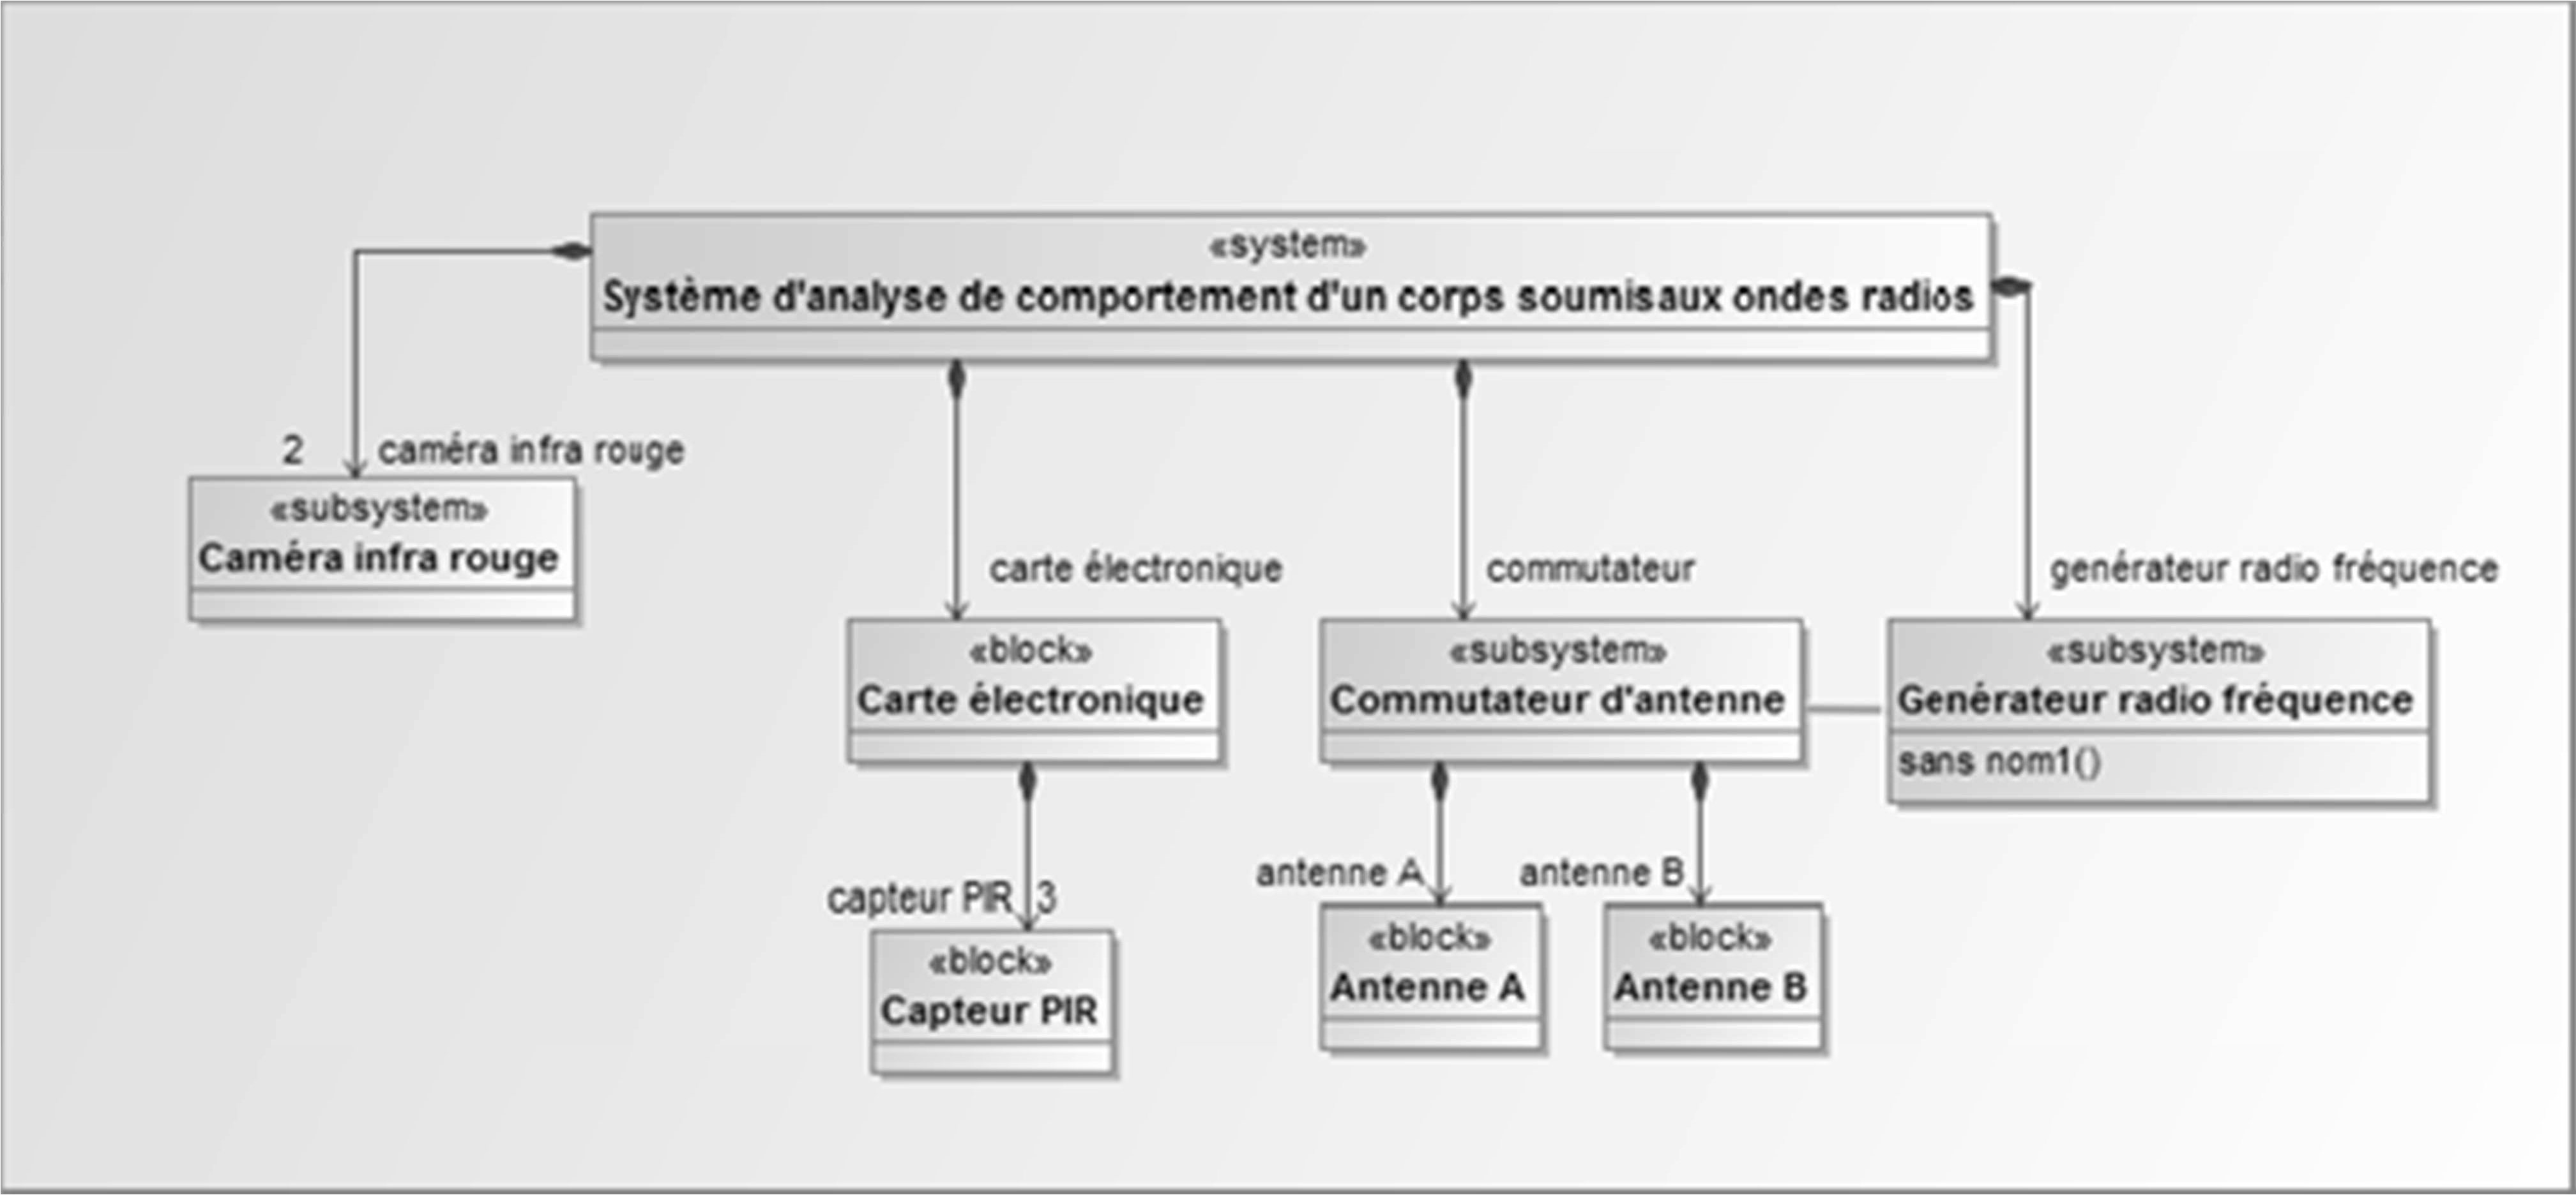 «system»
Système d'analyse de comportement d'un corps soumisaux ondes radios
2 caméra infra rouge
«subsystem»
Caméra infra rouge
carte électronique
commutateur
genérateur radio fréquence
«block»
Carte électronique
«subsystem»
Commutateur d'antenne
«subsystem»
Genérateur radio fréquence
sans nom1()
capteur PIR 3
antenne A
antenne B
«block»
Capteur PIR
«block»
Antenne A
«block»
Antenne B